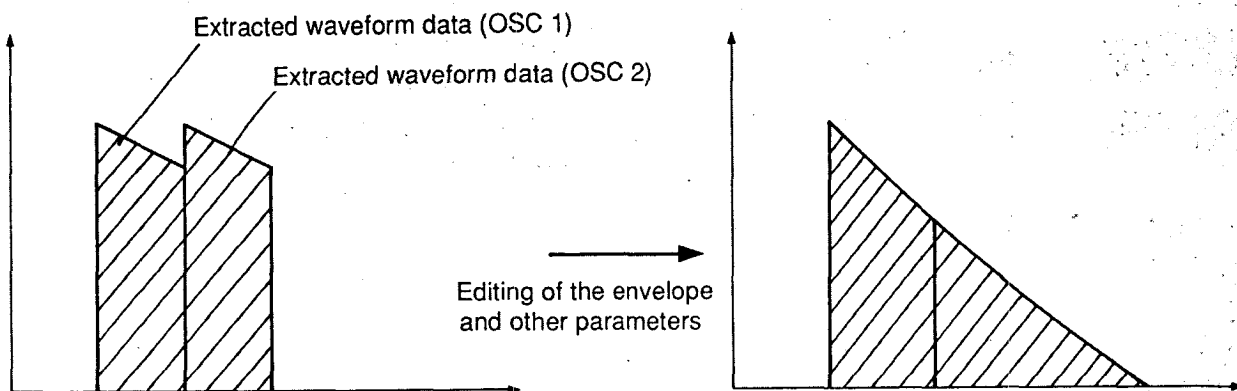 Extracted waveform data (OSC 1)
Extracted waveform data (OSC 2)
Editing of the envelope
and other parameters